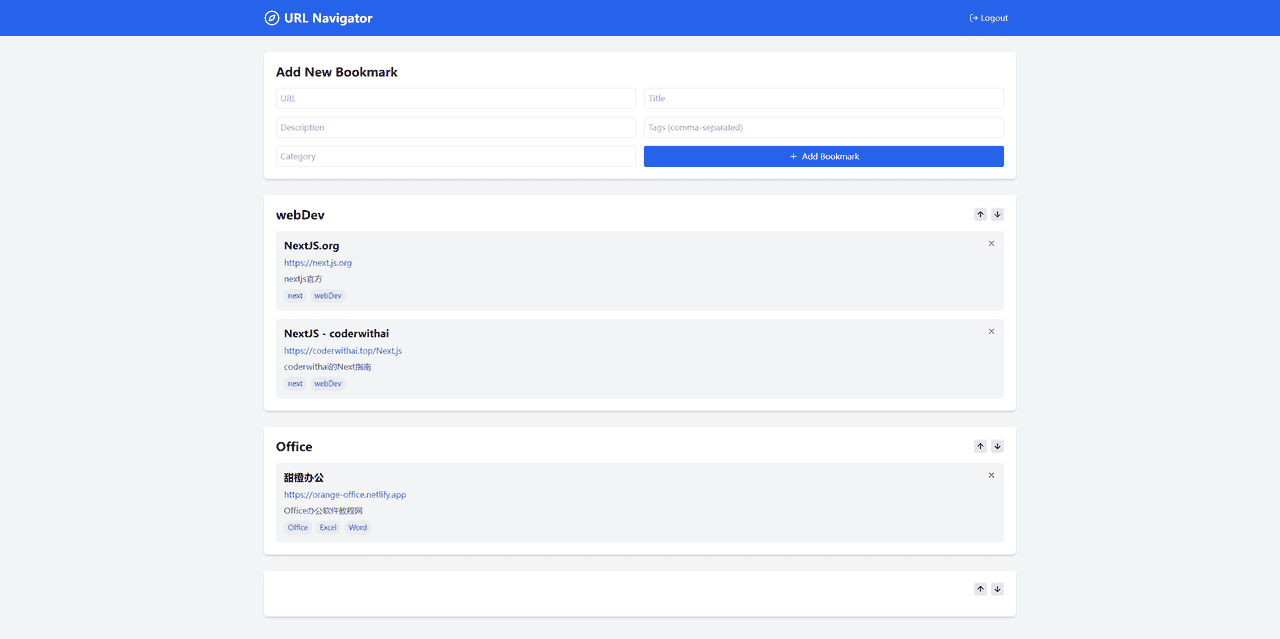 URL Navigator
Logout
Add New Bookmark
URL
Title
Description
Tags (comma-separated)
Category
+ Add Bookmark
webDev
NextJS.org
https://next.js.org
nextjs官方
next webDev
NextJS - coderwithai
https://coderwithai.top/Next.js
coderwithai的Next指南
next webDev
Office
甜橙办公
https://orange-office.netlify.app
Office办公软件教程网
Office Excel Word